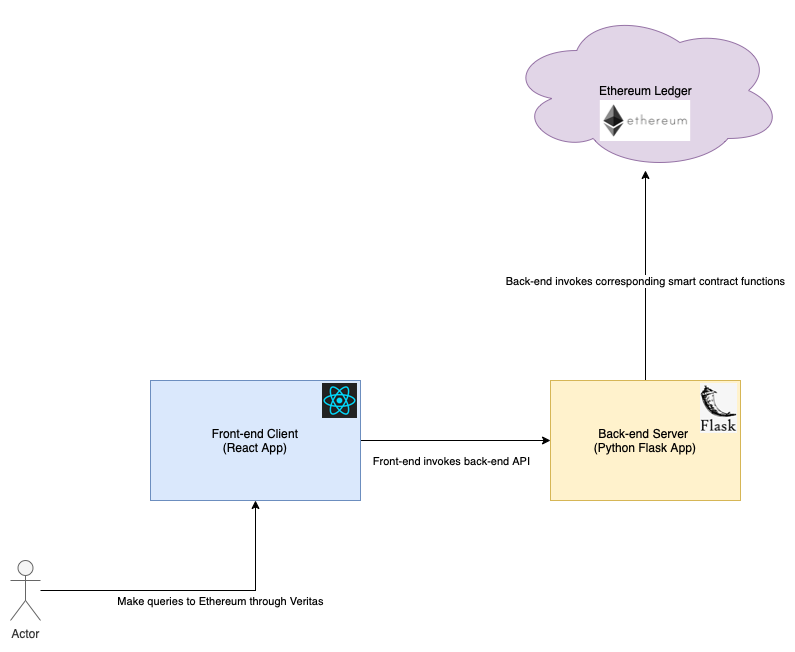 Ethereum Ledger
ethereum
Back-end invokes corresponding smart contract functions
Front-end Client
(React App)
Flask
Back-end Server
(Python Flask App)
Front-end invokes back-end API
Make queries to Ethereum through Veritas
Actor